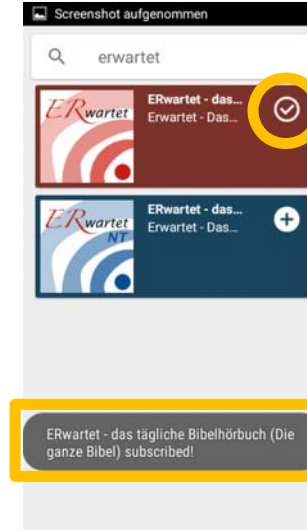 Screenshot aufgenommen
erwartet
ERwartet
ERwartet - das...
Erwartet - Das...
ERwartet
NT
ERwartet - das...
Erwartet - Das...
ERwartet - das tägliche Bibelhörbuch (Die
ganze Bibel) subscribed!